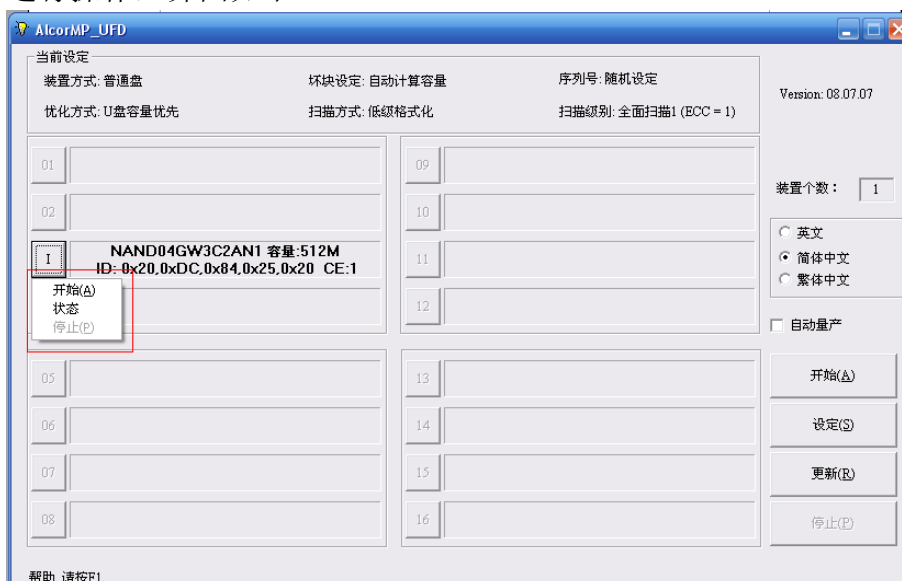 AlcorMP_UFD
当前设定
装置方式: 普通盘
坏块设定: 自动计算容量
序列号: 随机设定
优化方式: U盘容量优先
扫描方式: 低级格式化
扫描级别: 全面扫描1 (ECC = 1)
Version: 08.07.07
01
09
装置个数： 1
02
10
I
NAND04GW3C2AN1 容量:512M
ID: 0x20,0xDC,0x84,0x25,0x20 CE:1
11
英文
简体中文
繁体中文
开始(A)
状态
停止(P)
12
自动量产
05
13
开始(A)
06
14
设定(S)
07
15
更新(R)
08
16
停止(P)
帮助 请按F1